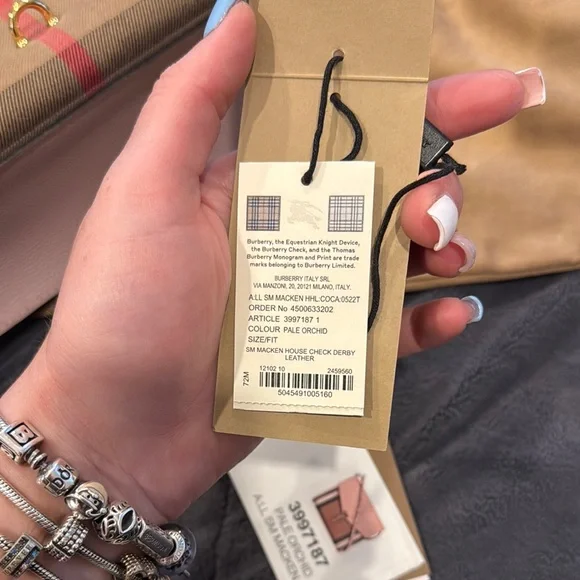 Burberry, the Equestrian Knight Device,
the Burberry Check, and the Thomas
Burberry Monogram and Print are trade
marks belonging to Burberry Limited.
BURBERRY ITALY SRL
VIA MANZONI, 20, 20121 MILANO, ITALY.
A:LL SM MACKEN HHL:COCA:0522T
ORDER No 4500633202
ARTICLE 3997187 1
COLOUR PALE ORCHID
SIZE/FIT
SM MACKEN HOUSE CHECK DERBY
LEATHER
12102 10 2459560
72M
5045491005160
3997187
PALE ORCHID
A:LL SM MACKEN
B